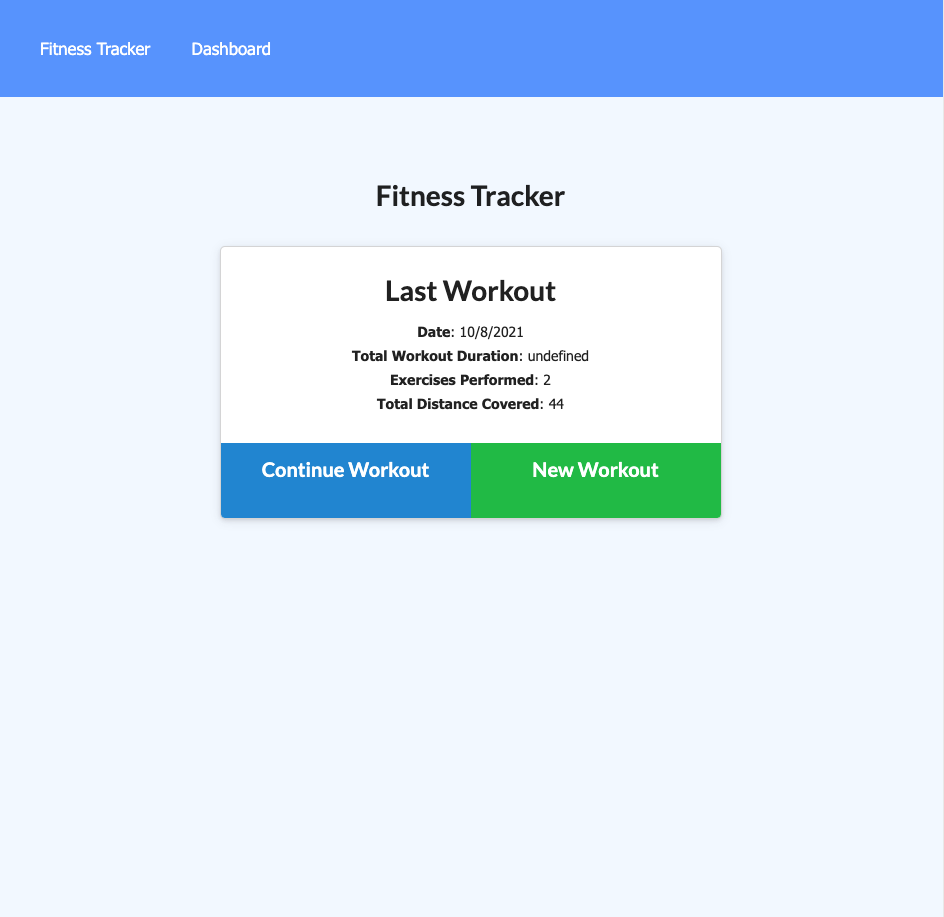 Fitness Tracker Dashboard
Fitness Tracker
Last Workout
Date: 10/8/2021
Total Workout Duration: undefined
Exercises Performed: 2
Total Distance Covered: 44
Continue Workout New Workout